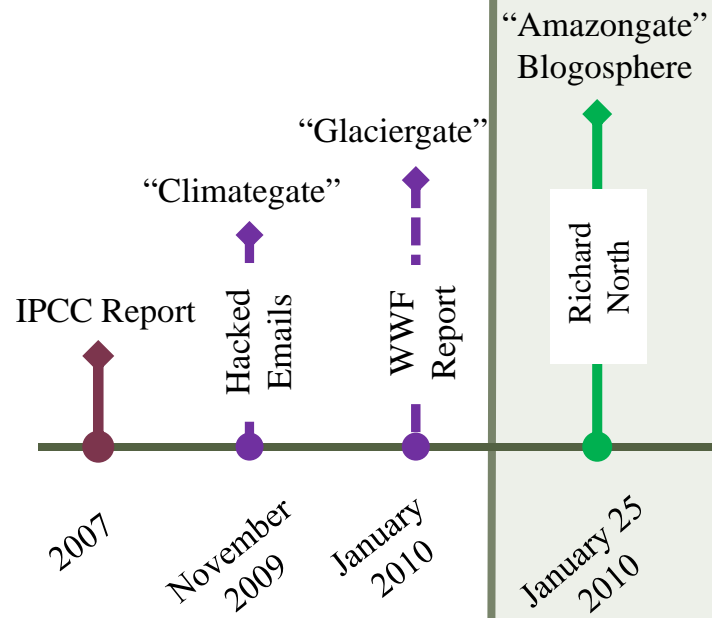 “Amazongate”
Blogosphere
“Glaciergate”
“Climategate”
IPCC Report
Hacked
Emails
WWF
Report
Richard
North
2007
November
2009
January
2010
January 25
2010